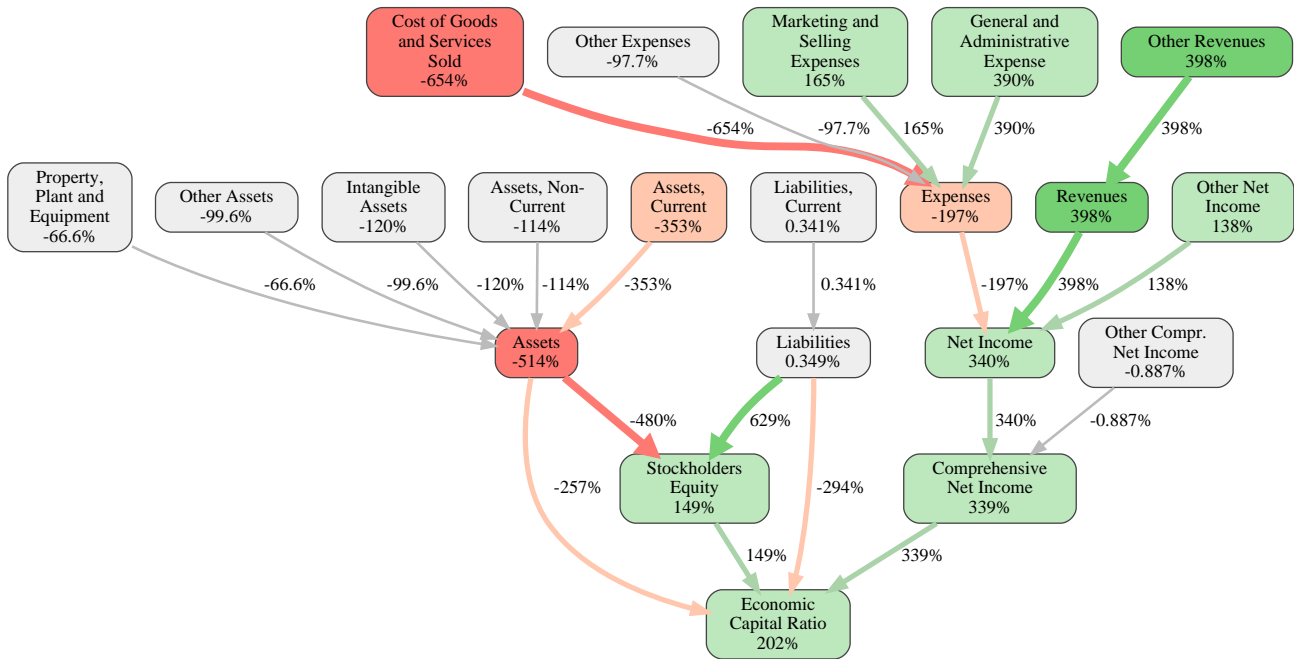 Cost of Goods
and Services
Sold
-654%
Other Expenses
-97.7%
Marketing and
Selling
Expenses
165%
General and
Administrative
Expense
390%
Other Revenues
398%
-654%
-97.7%
165%
390%
398%
Property,
Plant and
Equipment
-66.6%
Other Assets
-99.6%
Intangible
Assets
-120%
Assets, Non-
Current
-114%
Assets,
Current
-353%
Liabilities,
Current
0.341%
Expenses
-197%
Revenues
398%
Other Net
Income
138%
-66.6%
-99.6%
-120%
-114%
-353%
0.341%
-197%
398%
138%
Assets
-514%
Liabilities
0.349%
Net Income
340%
Other Compr.
Net Income
-0.887%
-480%
629%
340%
-0.887%
Stockholders
Equity
149%
Comprehensive
Net Income
339%
-257%
-294%
149%
339%
Economic
Capital Ratio
202%